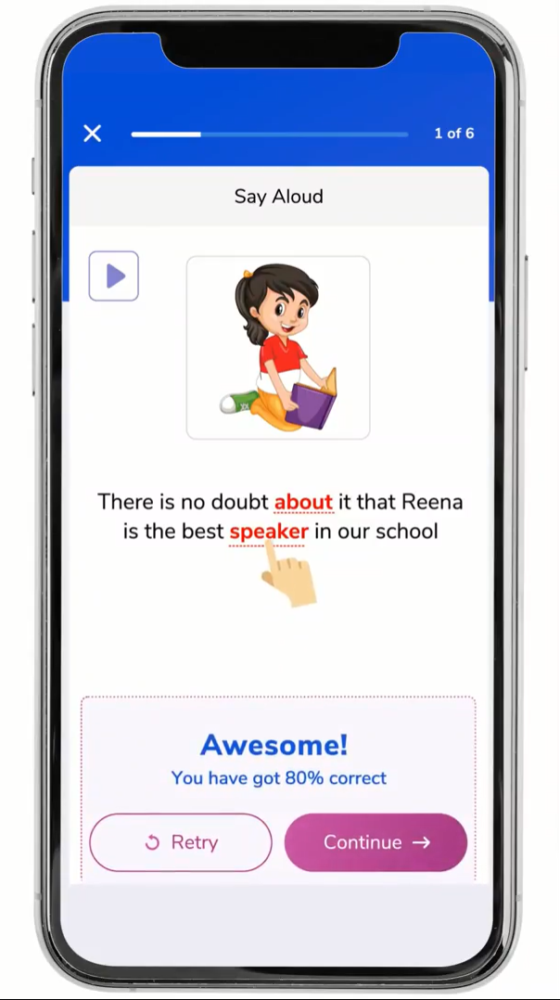 1 of 6
Say Aloud
There is no doubt about it that Reena
is the best speaker in our school
Awesome!
You have got 80% correct
Retry
Continue